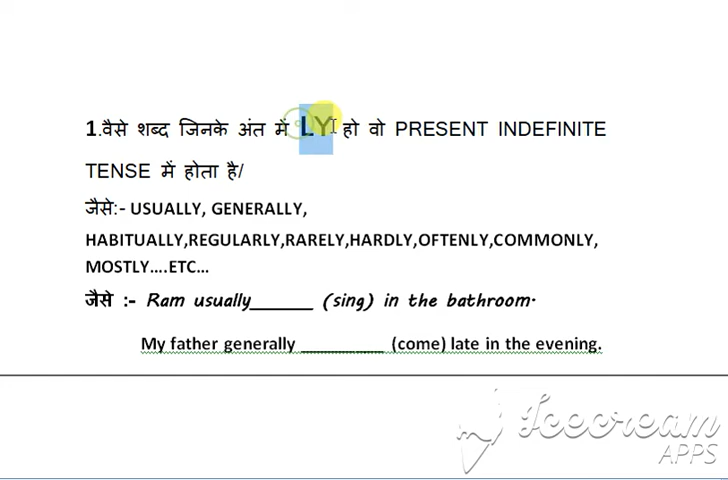 1.वैसे शब्द जिनके अंत में LY हो वो PRESENT INDEFINITE
TENSE में होता है/
जैसे:- USUALLY, GENERALLY,
HABITUALLY,REGULARLY,RARELY,HARDLY,OFTENLY,COMMONLY,
MOSTLY....ETC...
जैसे :- Ram usually______ (sing) in the bathroom.
My father generally _________ (come) late in the evening.
Icecream
APPS